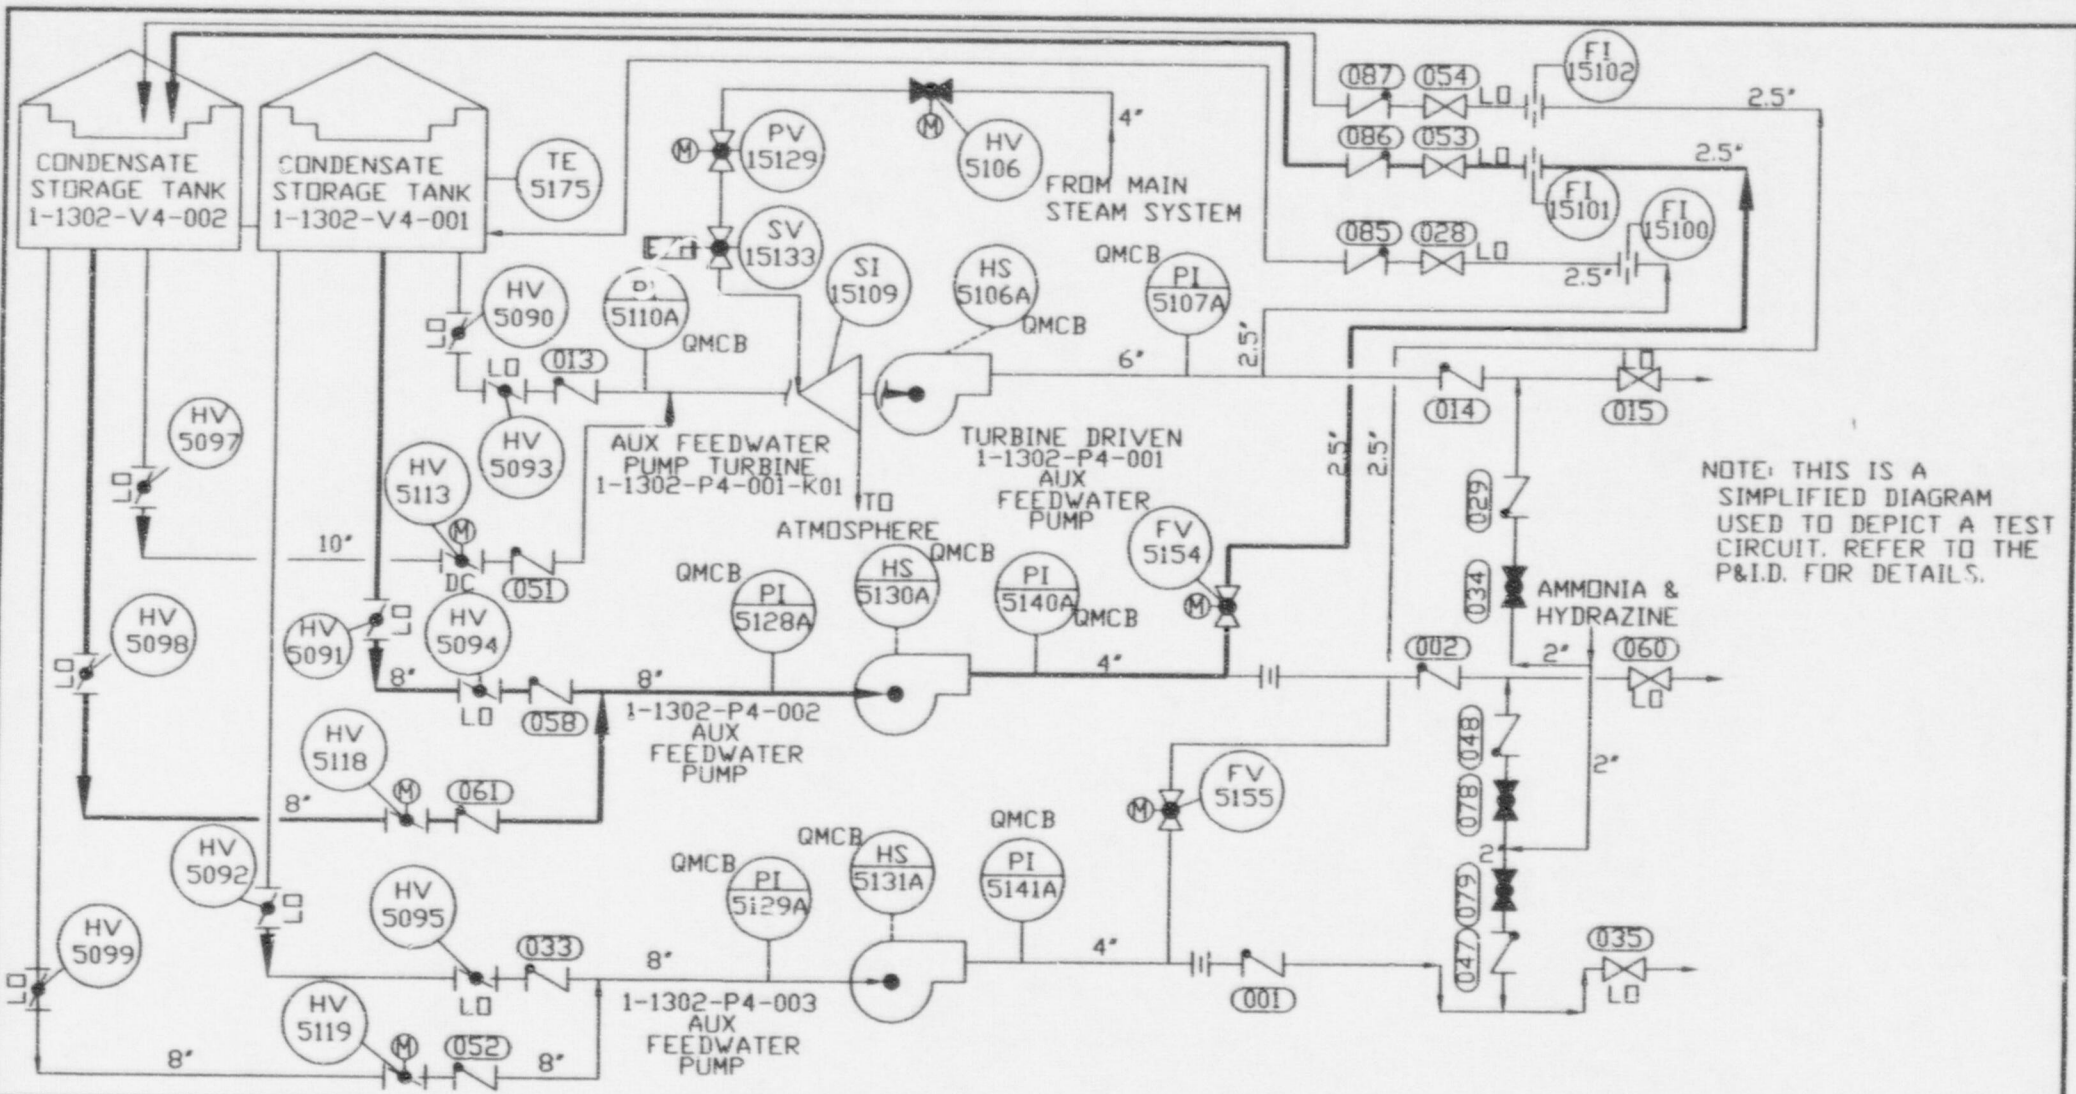 CONDENSATE
STORAGE TANK
1-1302-V4-002
CONDENSATE
STORAGE TANK
1-1302-V4-001
TE
5175
M
PV
15129
M
HV
5106
4"
FROM MAIN
STEAM SYSTEM
SV
15133
087
054
LO
FI
15102
2.5"
086
053
LO
2.5"
FI
15101
085
028
LO
2.5"
FI
15100
HV
5090
LO
LO
013
HV
5093
5110A
QMCB
SI
15109
HS
5106A
QMCB
QMCB
PI
5107A
6"
2.5"
014
LO
015
HV
5097
LO
HV
5113
M
10"
DC
051
AUX FEEDWATER
PUMP TURBINE
1-1302-P4-001-K01
TO
ATMOSPHERE
TURBINE DRIVEN
1-1302-P4-001
AUX
FEEDWATER
PUMP
2.5"
2.5"
029
034
NOTE: THIS IS A
SIMPLIFIED DIAGRAM
USED TO DEPICT A TEST
CIRCUIT. REFER TO THE
P&I.D. FOR DETAILS.
AMMONIA &
HYDRAZINE
HV
5098
LO
HV
5091
LO
HV
5094
8"
LO
058
8"
QMCB
PI
5128A
QMCB
HS
5130A
PI
5140A
QMCB
FV
5154
M
4"
002
2"
060
LO
1-1302-P4-002
AUX
FEEDWATER
PUMP
HV
5118
M
061
8"
048
078
2"
2"
079
047
FV
5155
M
HV
5092
LO
HV
5095
LO
033
8"
QMCB
PI
5129A
QMCB
HS
5131A
QMCB
PI
5141A
4"
001
035
LO
HV
5099
LO
1-1302-P4-003
AUX
FEEDWATER
PUMP
HV
5119
M
052
8"
8"